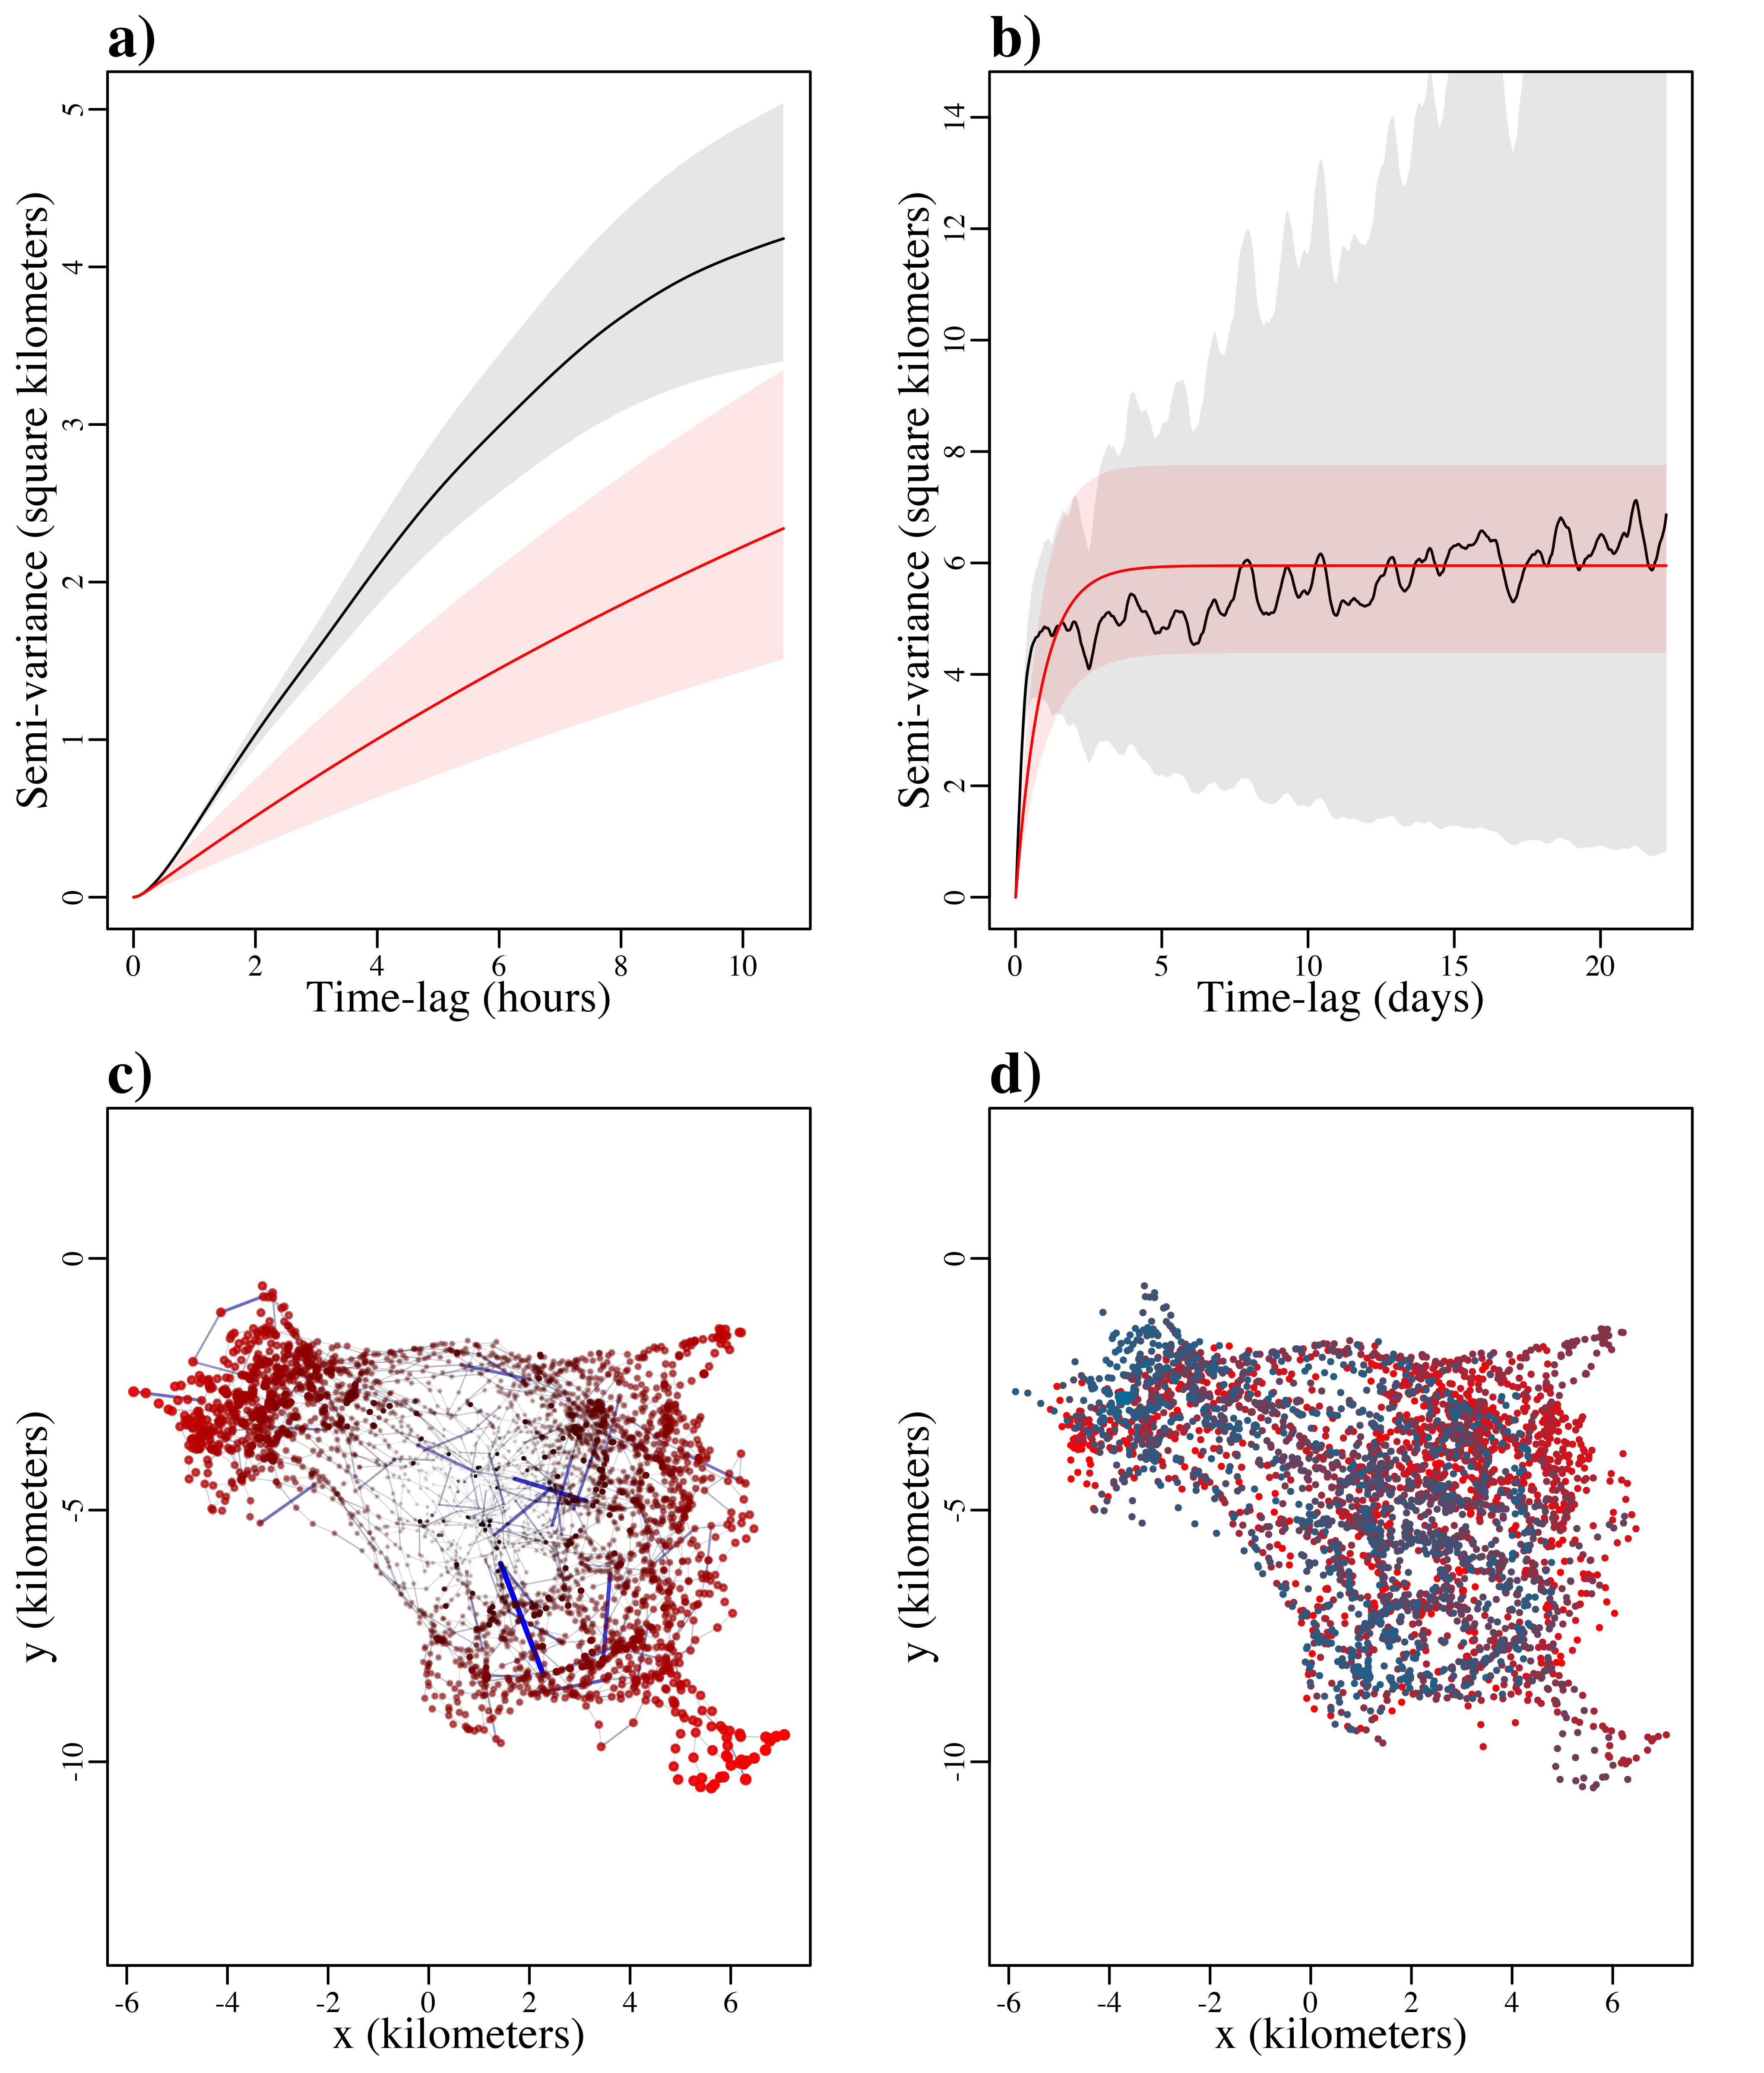 a)
Semi-variance (square kilometers)
5
4
3
2
1
0
0 2 4 6 8 10
Time-lag (hours)
b)
Semi-variance (square kilometers)
14
12
10
8
6
4
2
0
0 5 10 15 20
Time-lag (days)
c)
y (kilometers)
0
-5
-10
-6 -4 -2 0 2 4 6
x (kilometers)
d)
y (kilometers)
0
-5
-10
-6 -4 -2 0 2 4 6
x (kilometers)